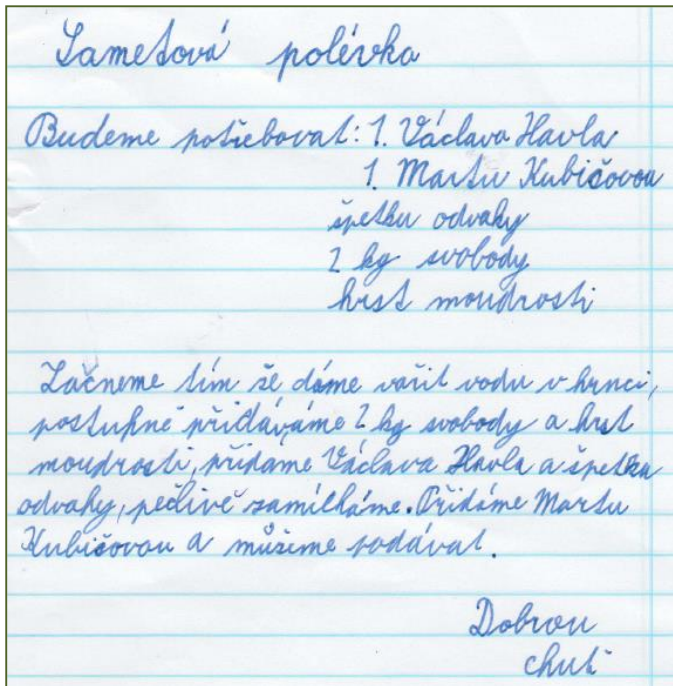 Sametová polévka
Budeme potřebovat: 1. Václava Havla
1. Martu Kubišovou
špetku odvahy
2 kg svobody
hrst moudrosti
Začneme tím že dáme vařit vodu v hrnci,
postuhně přidáváme 2 kg svobody a hrst
moudrosti, přidáme Václava Havla a špetku
odvahy, pečlivě zamícháme. Přidáme Martu
Kubišovou a můžeme podávat.
Dobrou
chuť